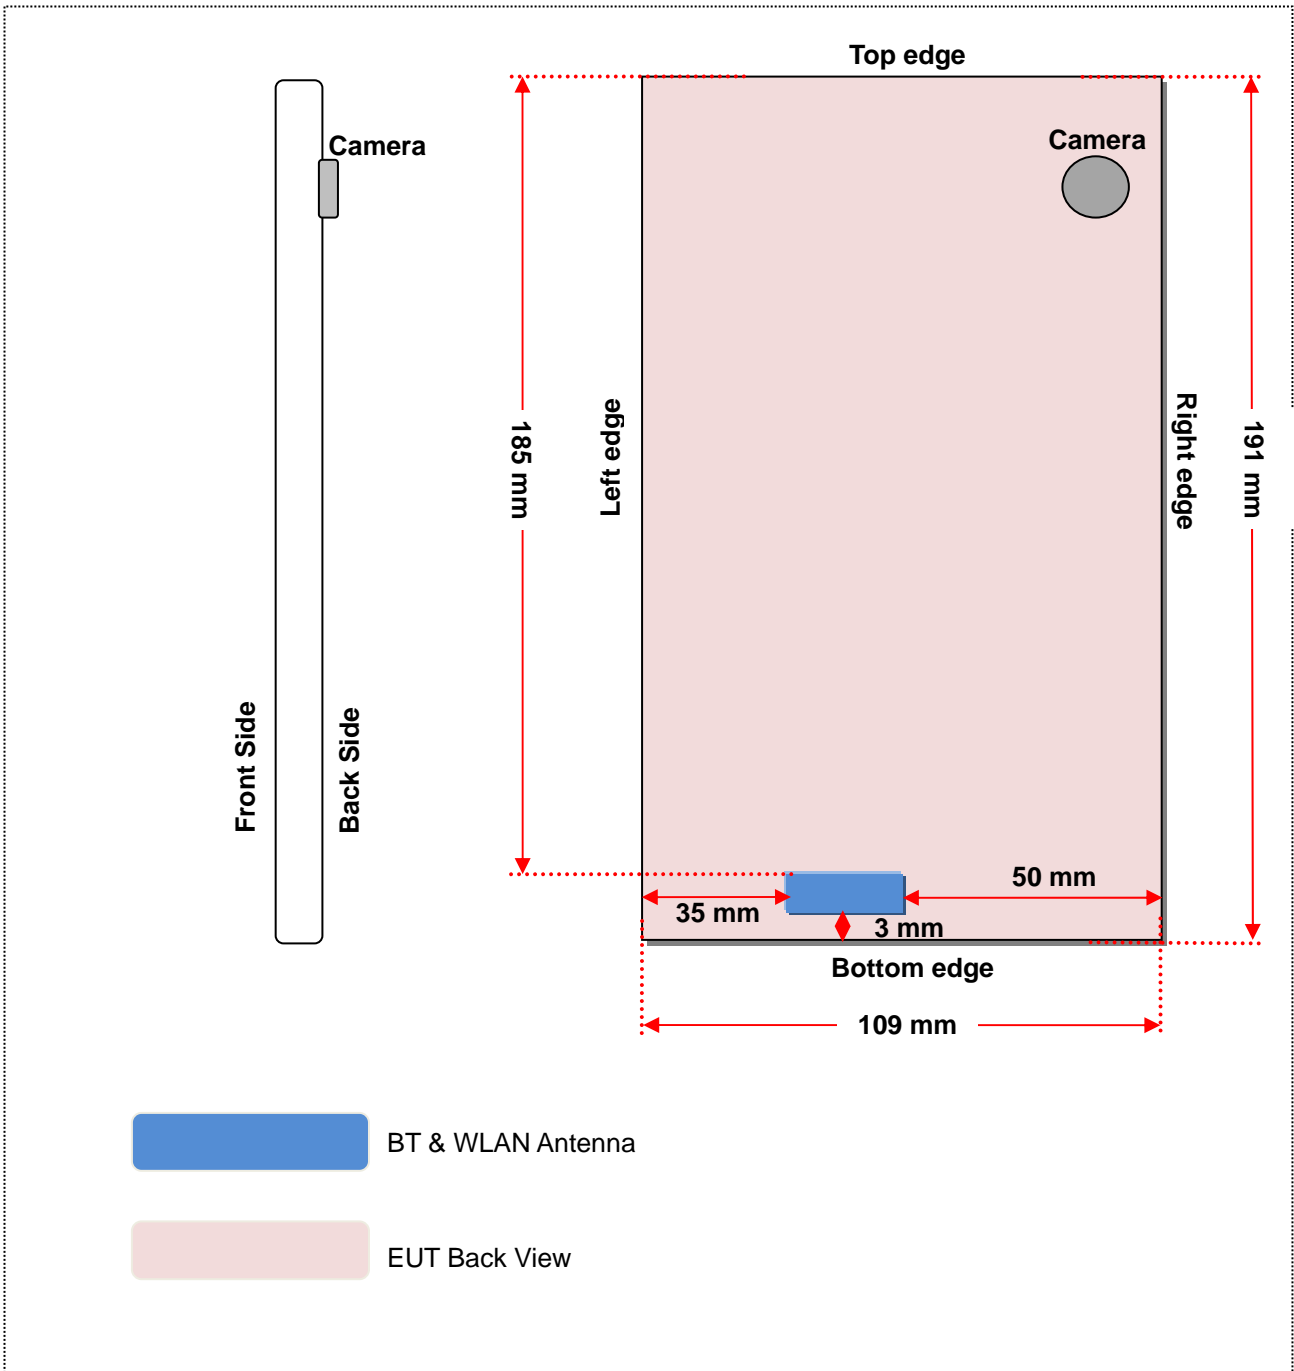 Top edge
Camera
Camera
Left edge
185 mm
Right edge
191 mm
Front Side
Back Side
50 mm
35 mm
3 mm
Bottom edge
109 mm
BT & WLAN Antenna
EUT Back View